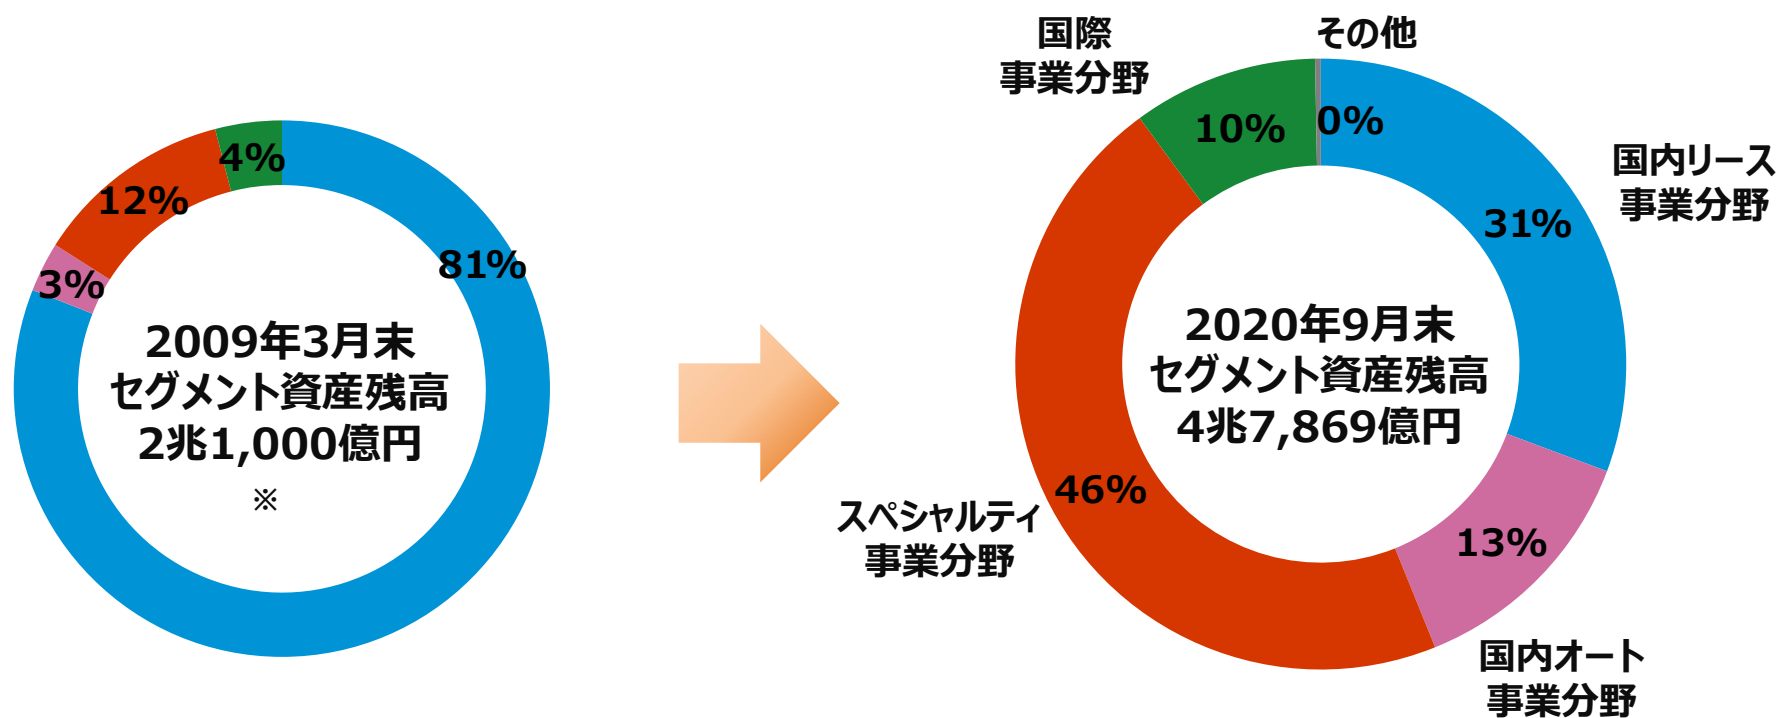 4%
12%
3%
81%
2009年3月末
セグメント資産残高
2兆1,000億円
※
国際
事業分野
その他
10%
0%
国内リース
事業分野
31%
2020年9月末
セグメント資産残高
4兆7,869億円
46%
スペシャルティ
事業分野
13%
国内オート
事業分野